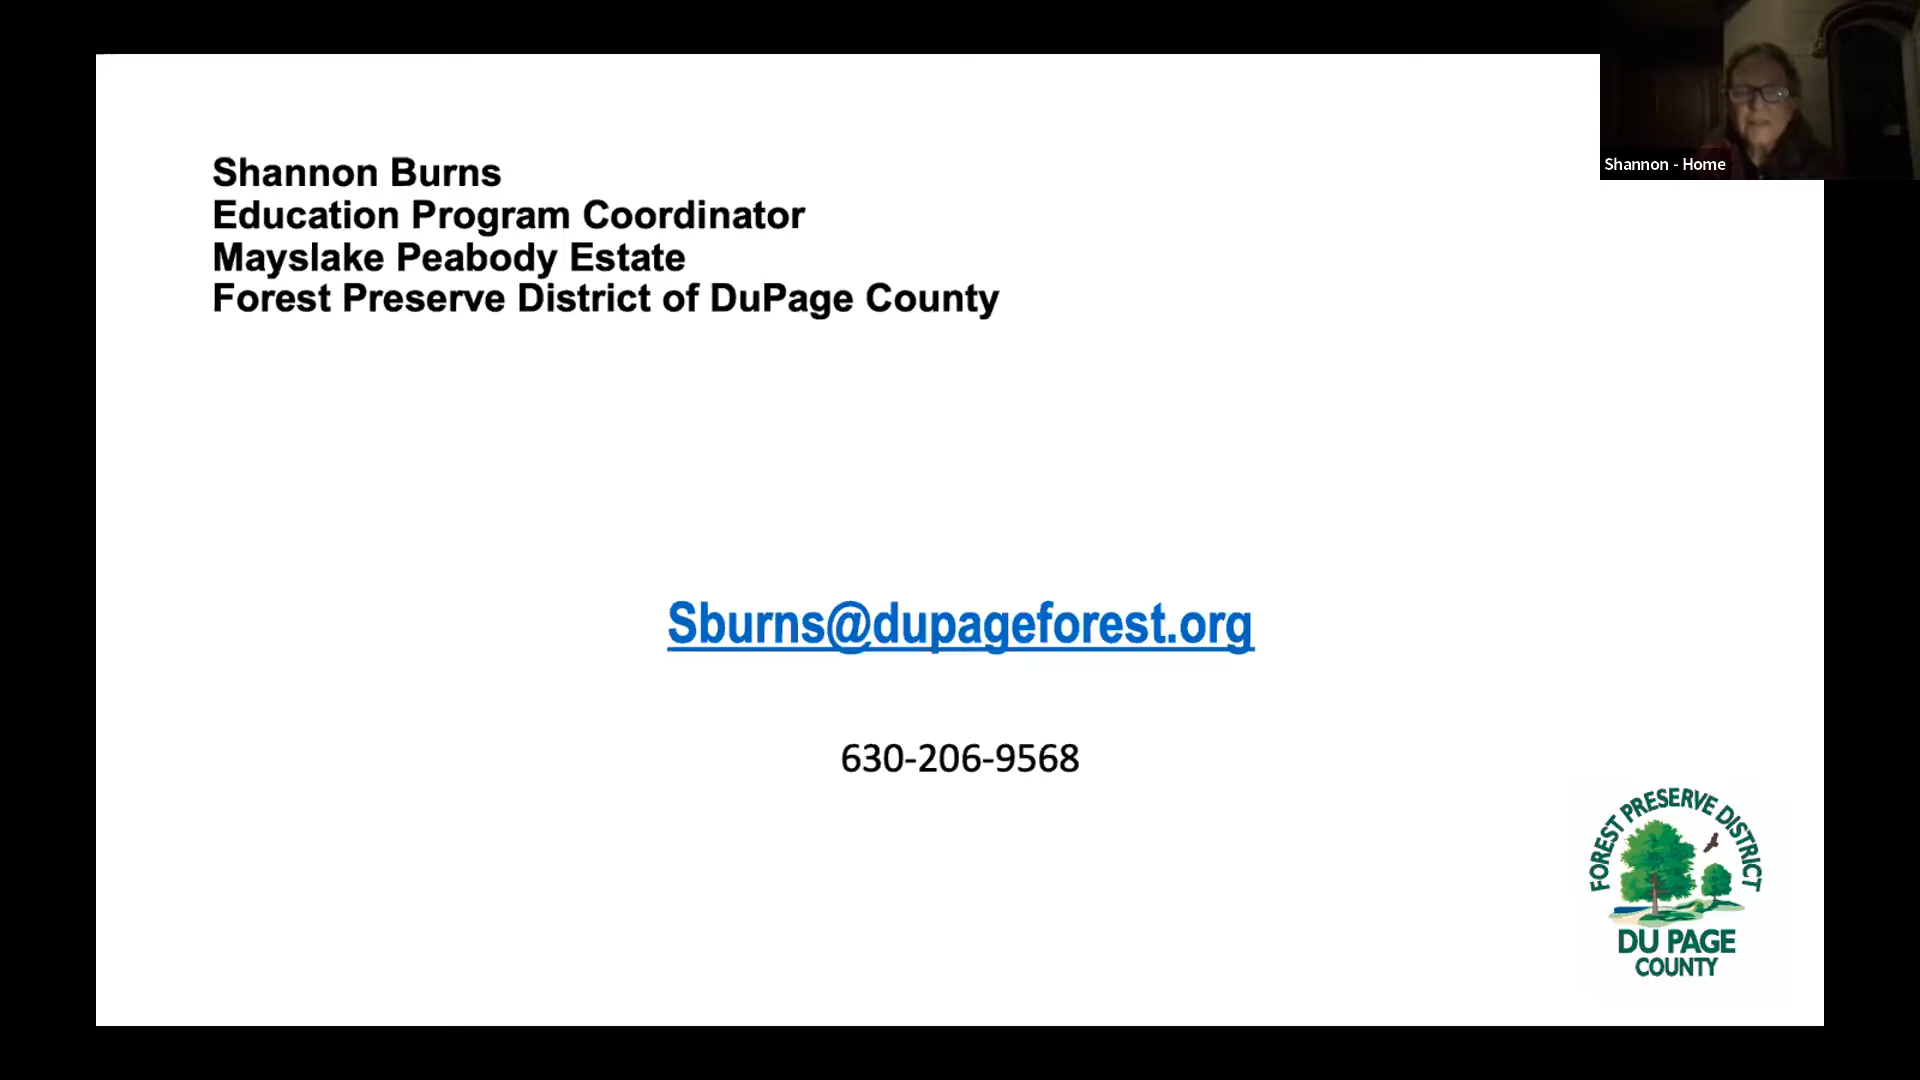 Shannon - Home
Shannon Burns
Education Program Coordinator
Mayslake Peabody Estate
Forest Preserve District of DuPage County
Sburns@dupageforest.org
630-206-9568
FOREST PRESERVE DISTRICT
DU PAGE
COUNTY